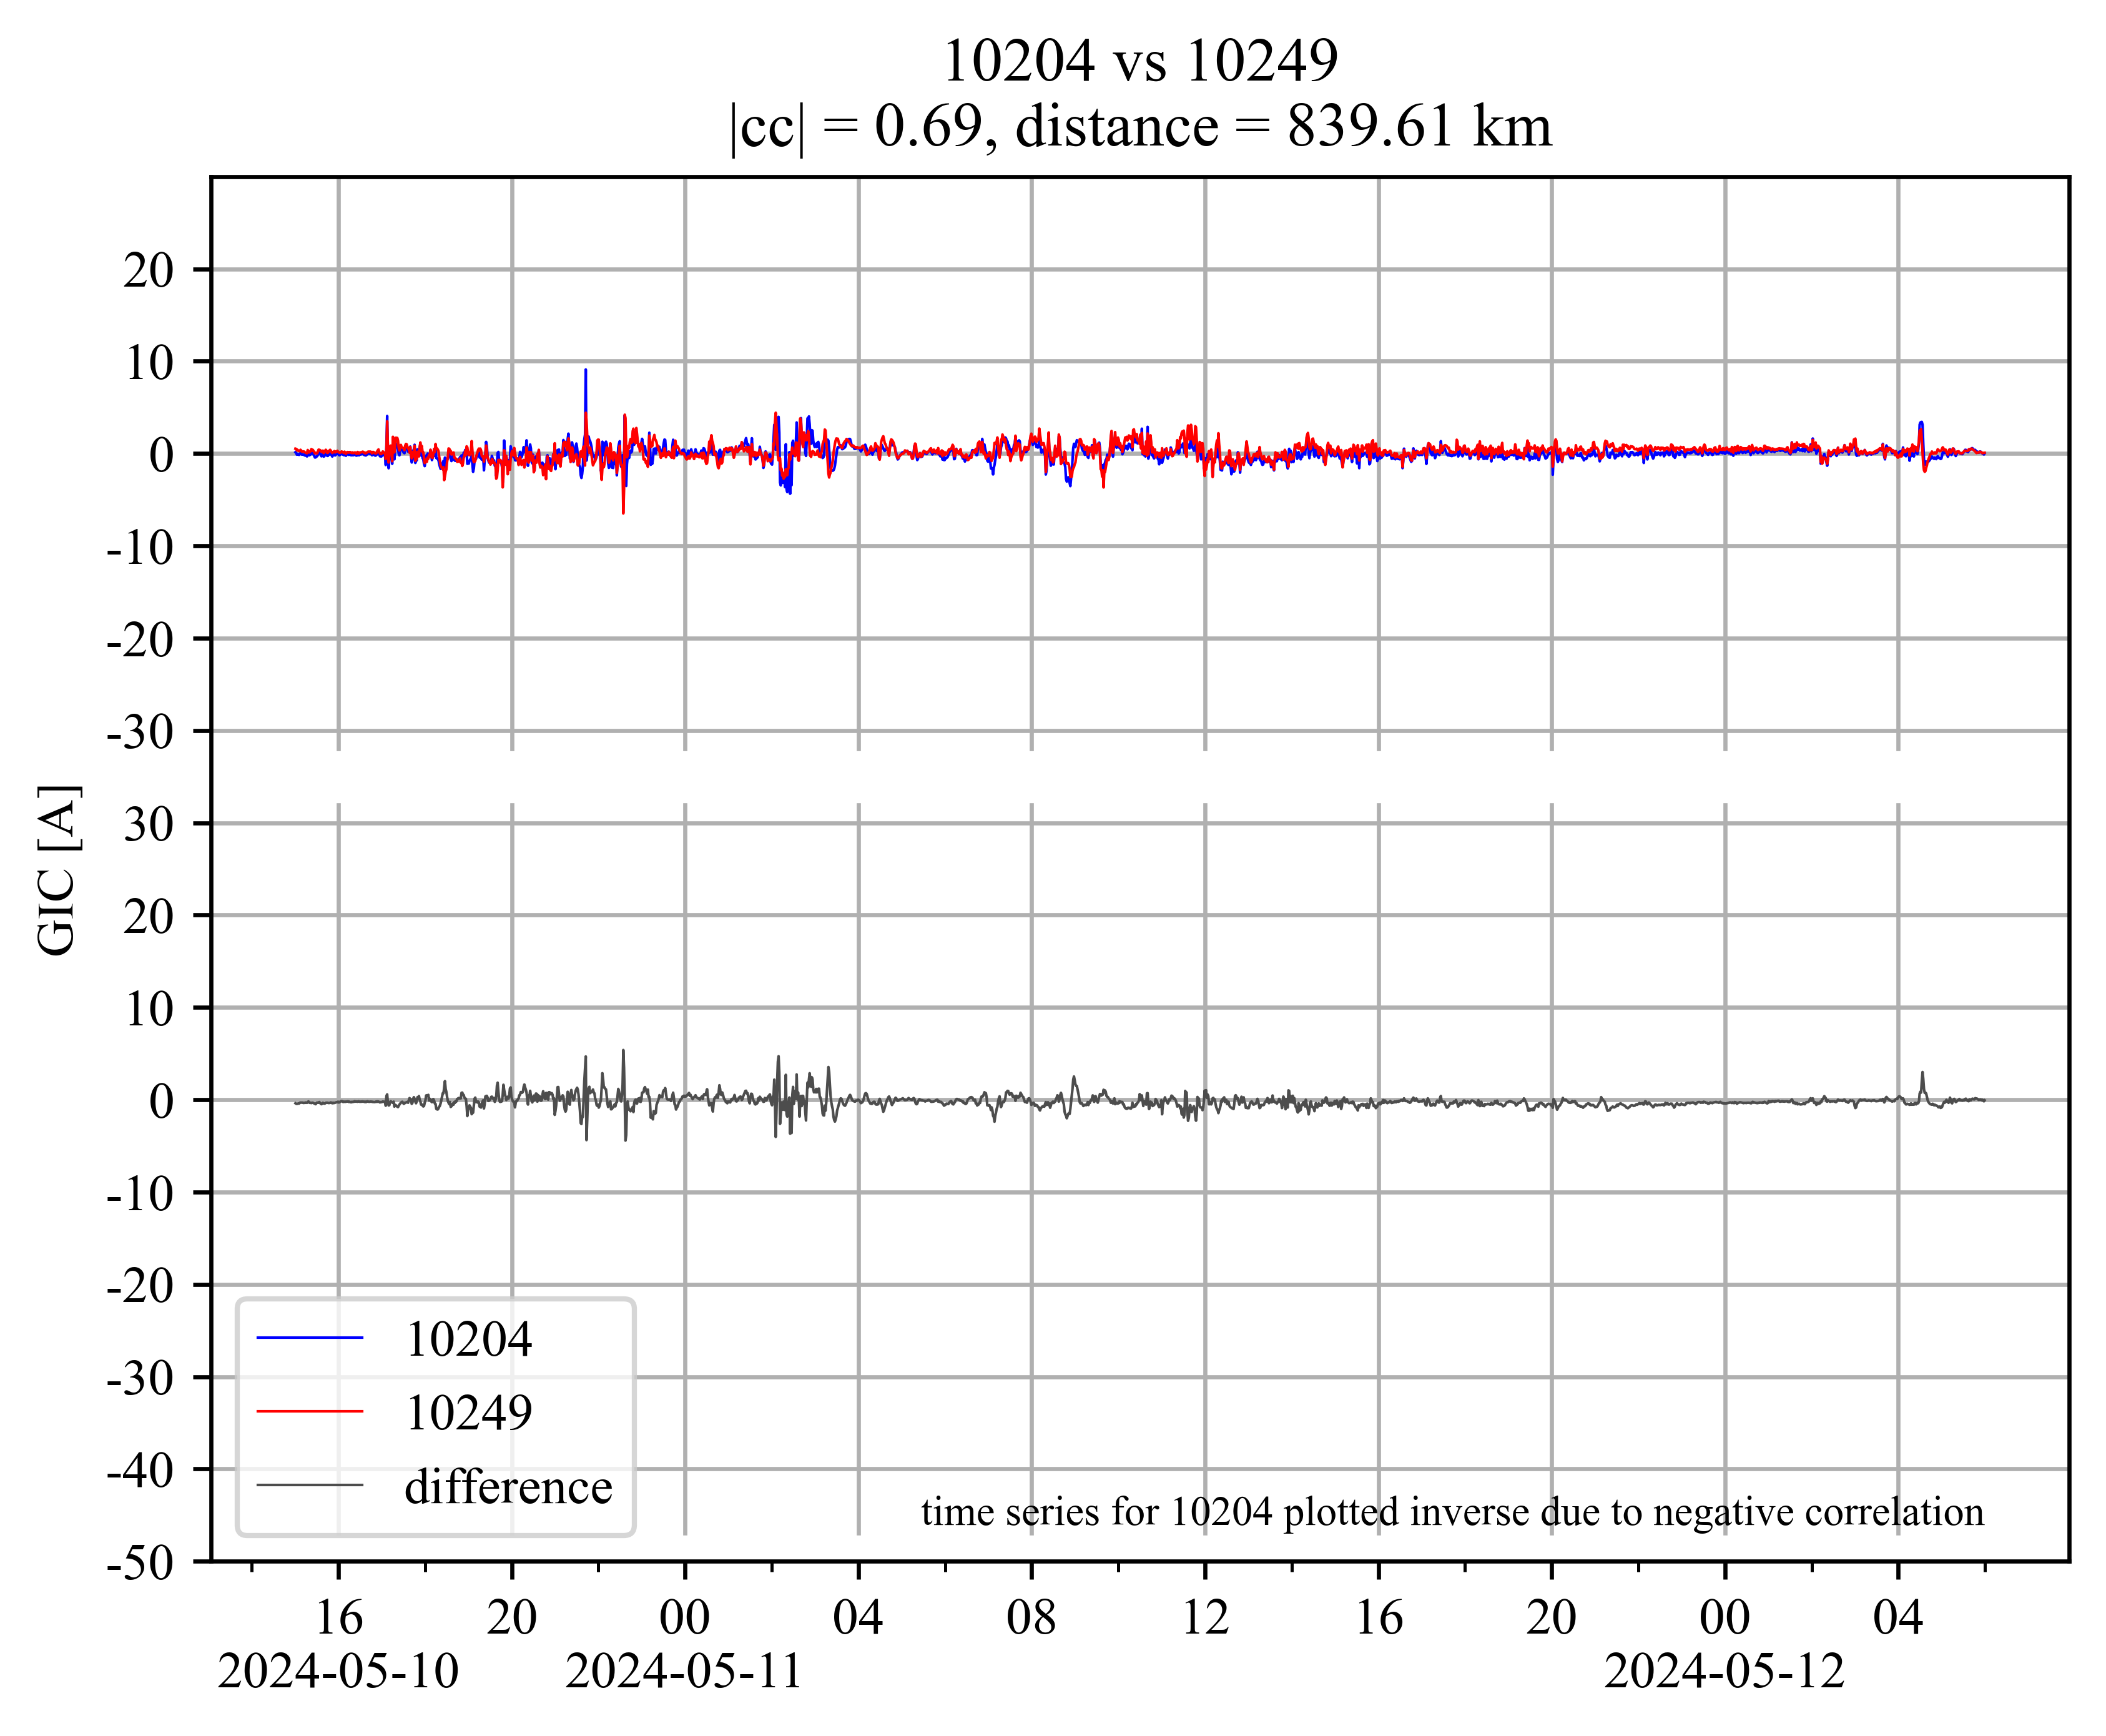 10204 vs 10249
|cc| = 0.69, distance = 839.61 km
20
10
0
-10
-20
-30
30
20
10
0
-10
-20
-30
-40
-50
GIC [A]
10204
10249
difference
time series for 10204 plotted inverse due to negative correlation
16 20 00 04 08 12 16 20 00 04
2024-05-10 2024-05-11 2024-05-12